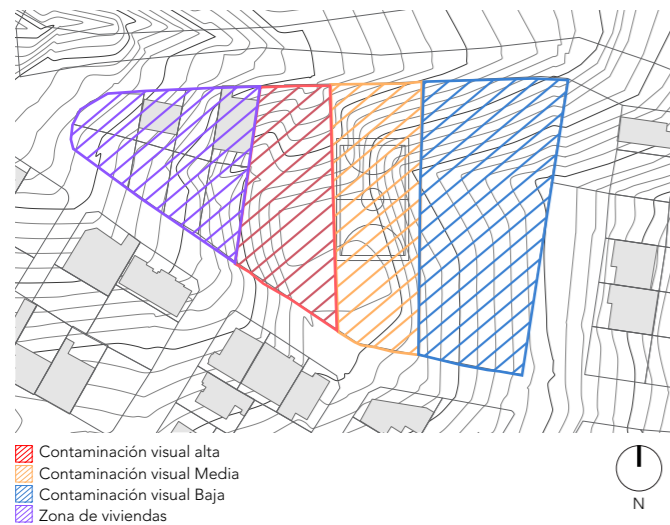 Contaminación visual alta
Contaminación visual Media
Contaminación visual Baja
Zona de viviendas
N